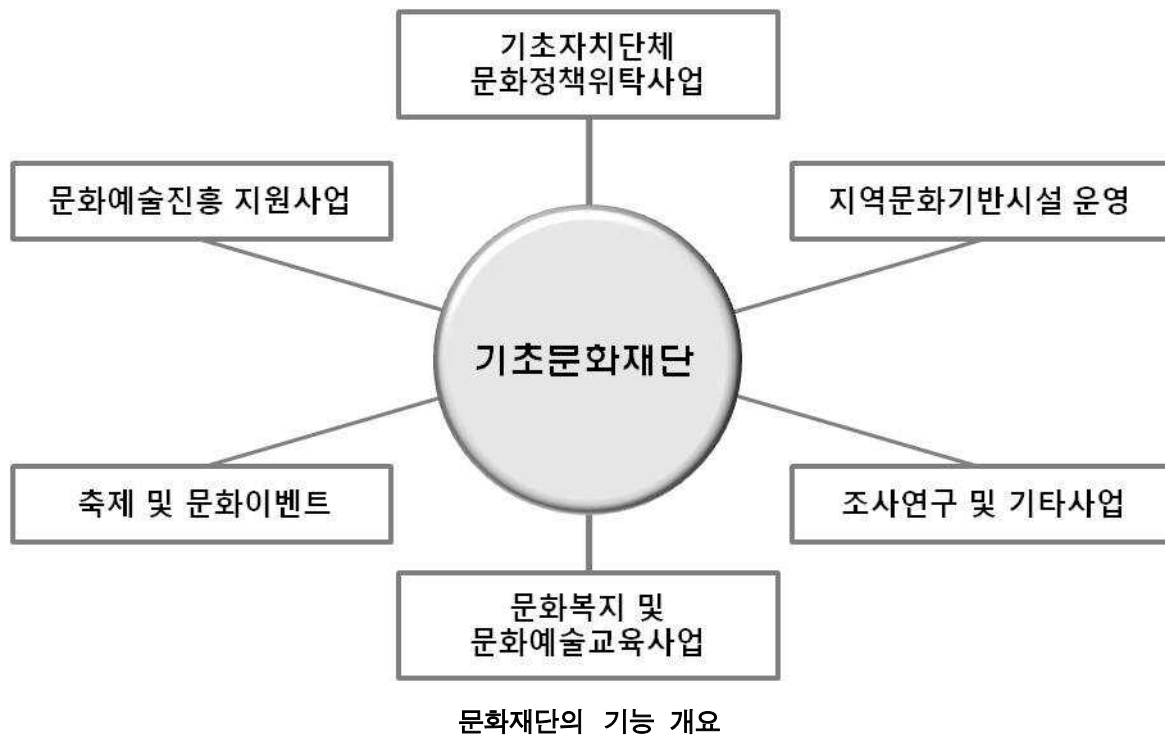 기초자치단체
문화정책위탁사업
문화예술진흥 지원사업
지역문화기반시설 운영
기초문화재단
축제 및 문화이벤트
조사연구 및 기타사업
문화복지 및
문화예술교육사업
문화재단의 기능 개요